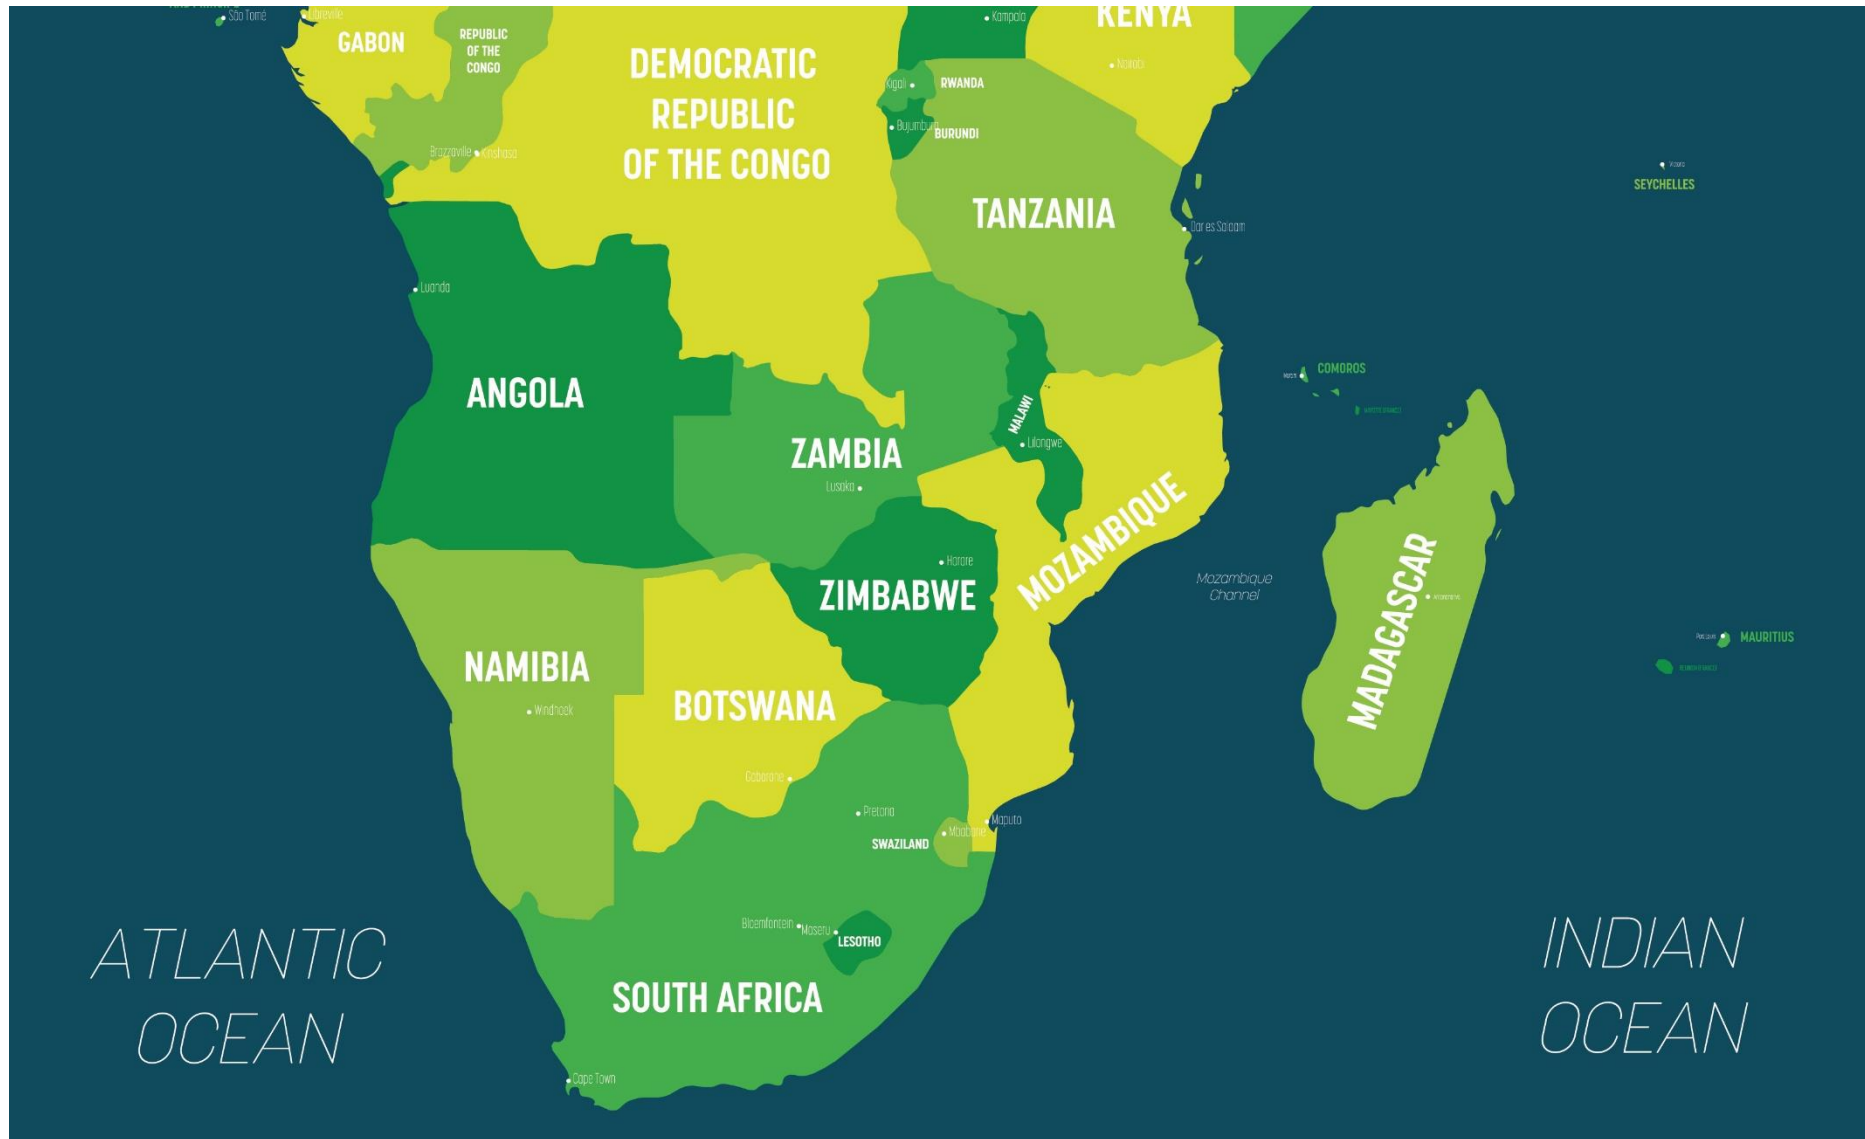 São Tomé
Libreville
GABON
REPUBLIC
OF THE
CONGO
Brazzaville
Kinshasa
DEMOCRATIC
REPUBLIC
OF THE CONGO
Kampala
KENYA
Nairobi
Kigali
RWANDA
Bujumbura
BURUNDI
TANZANIA
Dar es Salaam
SEYCHELLES
Luanda
ANGOLA
ZAMBIA
Lusaka
MALAWI
Lilongwe
COMOROS
MOZAMBIQUE
Mozambique
Channel
Harare
ZIMBABWE
MADAGASCAR
MAURITIUS
NAMIBIA
Windhoek
BOTSWANA
Gaborone
Pretoria
Maputo
Mbabane
SWAZILAND
Bloemfontein
Maseru
LESOTHO
SOUTH AFRICA
Cape Town
ATLANTIC
OCEAN
INDIAN
OCEAN